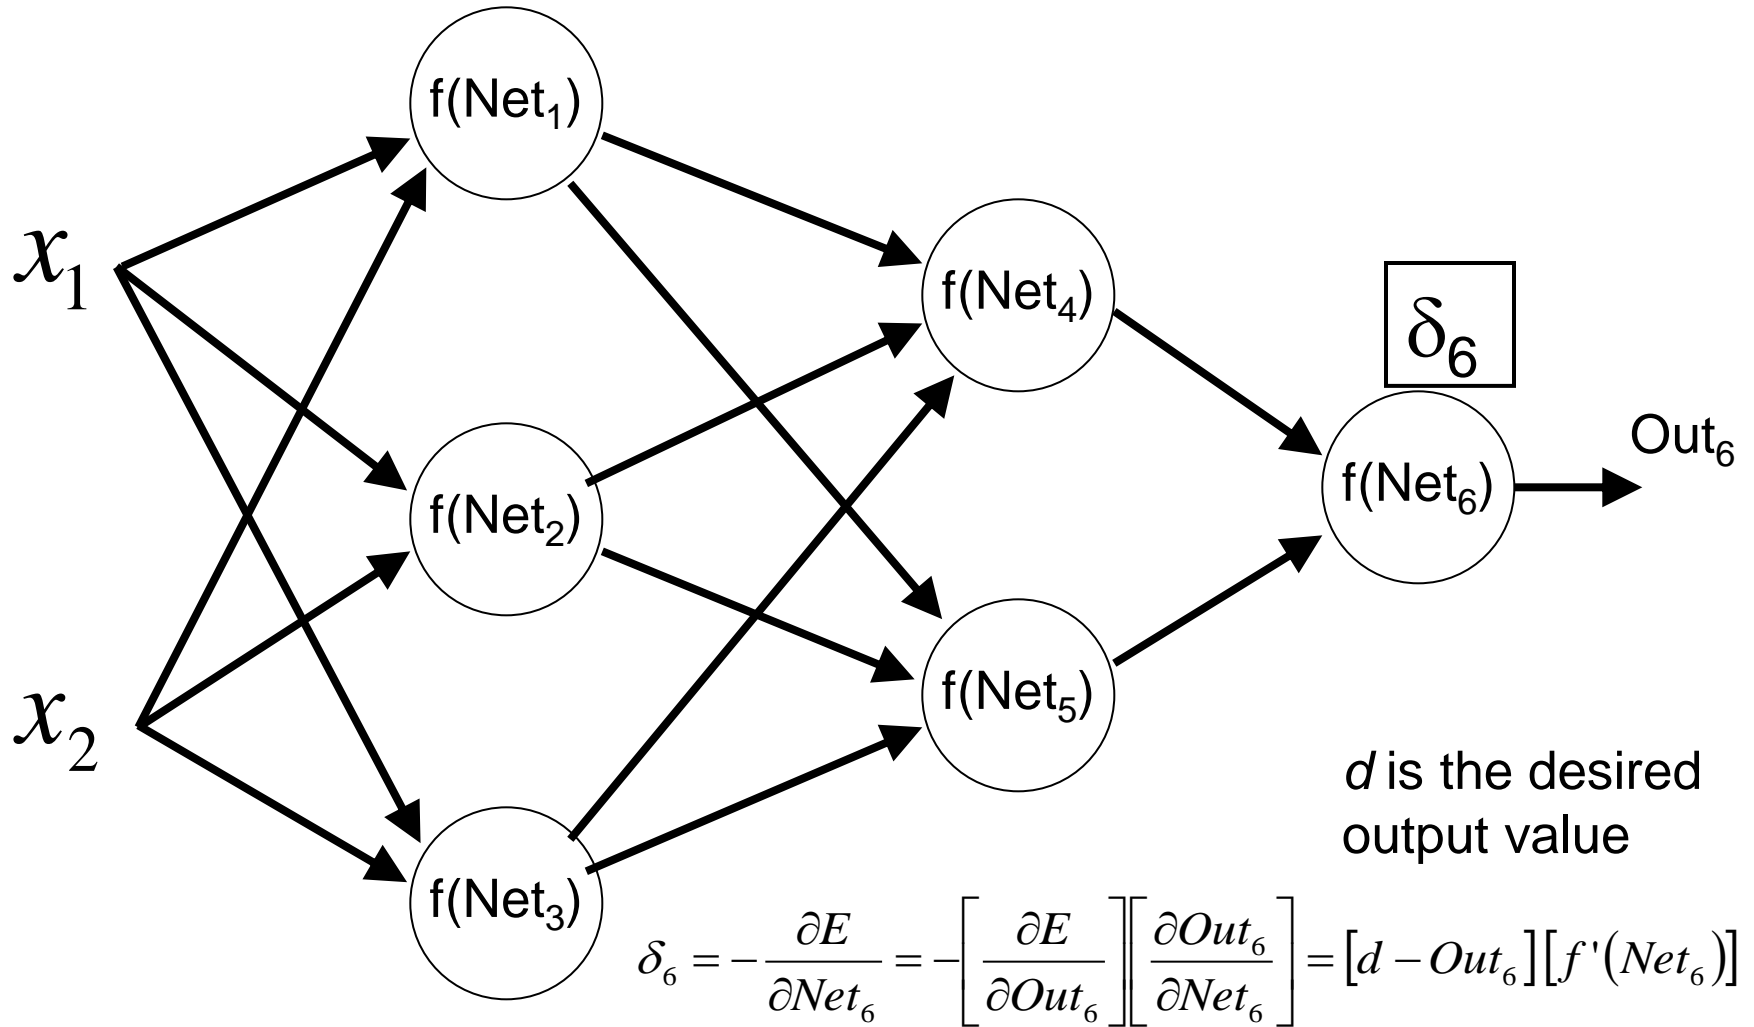 f(Net₁)
x₁
f(Net₄)
δ₆
Out₆
f(Net₂)
f(Net₆)
x₂
f(Net₅)
d is the desired
output value
f(Net₃)
δ₆ = −∂E/∂Net₆ = −[∂E/∂Out₆][∂Out₆/∂Net₆] = [d − Out₆][f'(Net₆)]